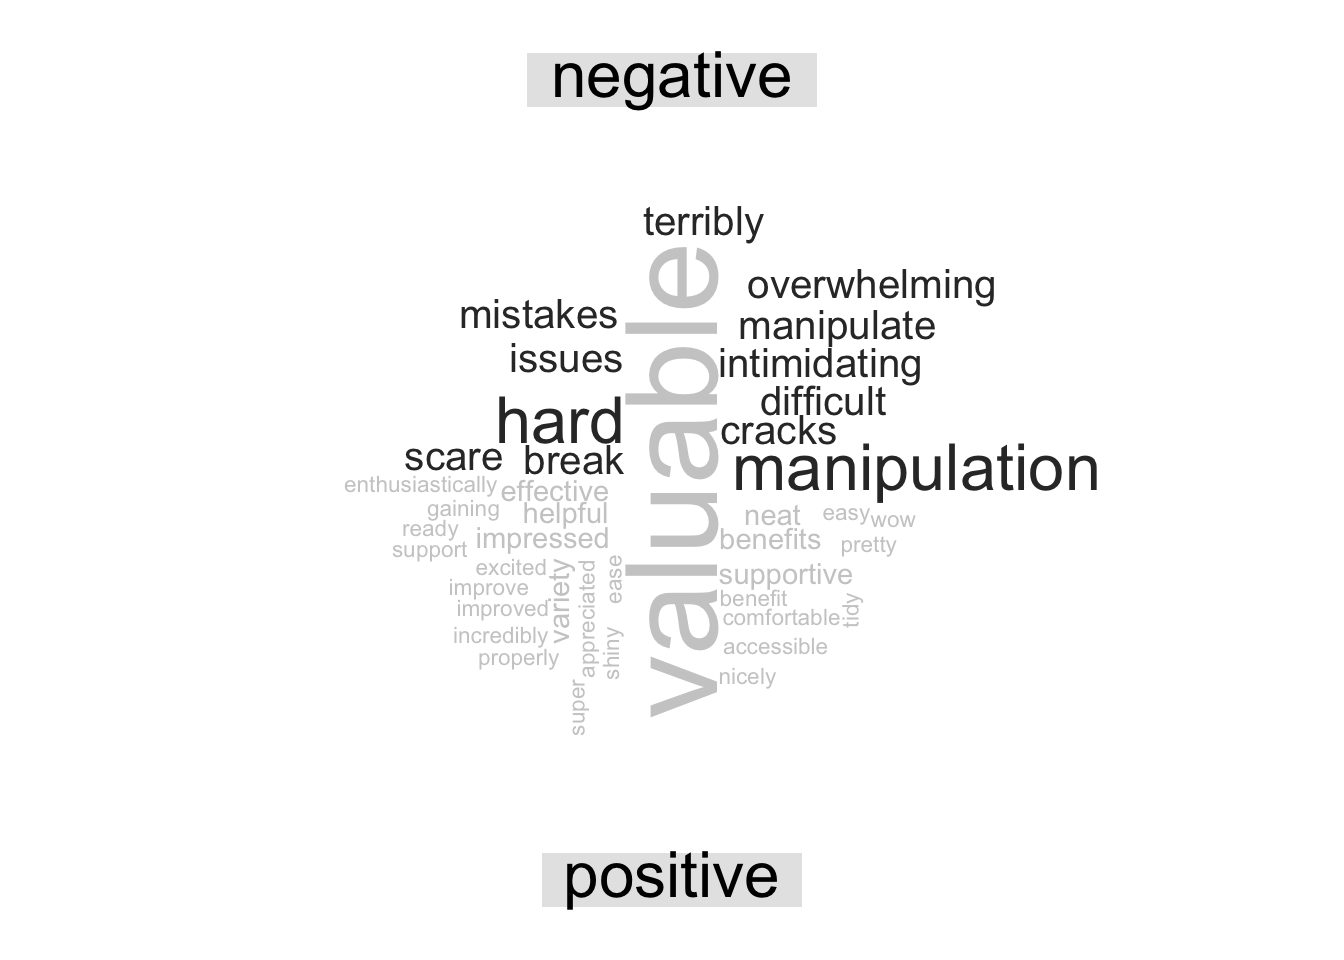 negative
terribly
overwhelming
mistakes
manipulate
issues
intimidating
difficult
hard
cracks
scare
break
manipulation
valuable
enthusiastically
effective
gaining
helpful
neat
easy
wow
ready
impressed
benefits
pretty
support
excited
variety
appreciated
ease
supportive
improve
benefit
improved
comfortable
tidy
incredibly
shiny
accessible
properly
nicely
super
positive